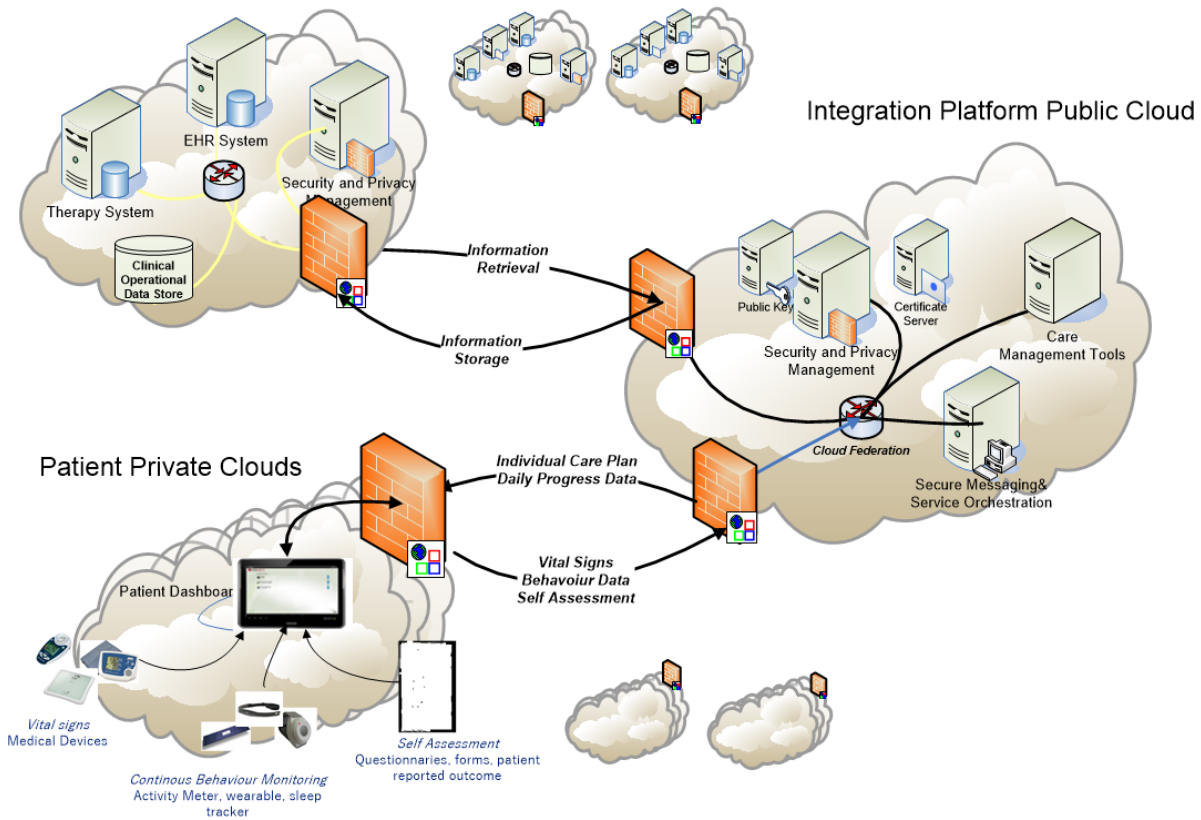 Integration Platform Public Cloud
EHR System
Security and Privacy
Management
Therapy System
Clinical
Operational
Data Store
Information
Retrieval
Information
Storage
Public Key
Certificate
Server
Security and Privacy
Management
Care
Management Tools
Cloud Federation
Secure Messaging&
Service Orchestration
Patient Private Clouds
Individual Care Plan
Daily Progress Data
Vital Signs
Behavoiur Data
Self Assessment
Patient Dashboar
Vital signs
Medical Devices
Continous Behaviour Monitoring
Activity Meter, wearable, sleep
tracker
Self Assessment
Questionnaries, forms, patient
reported outcome